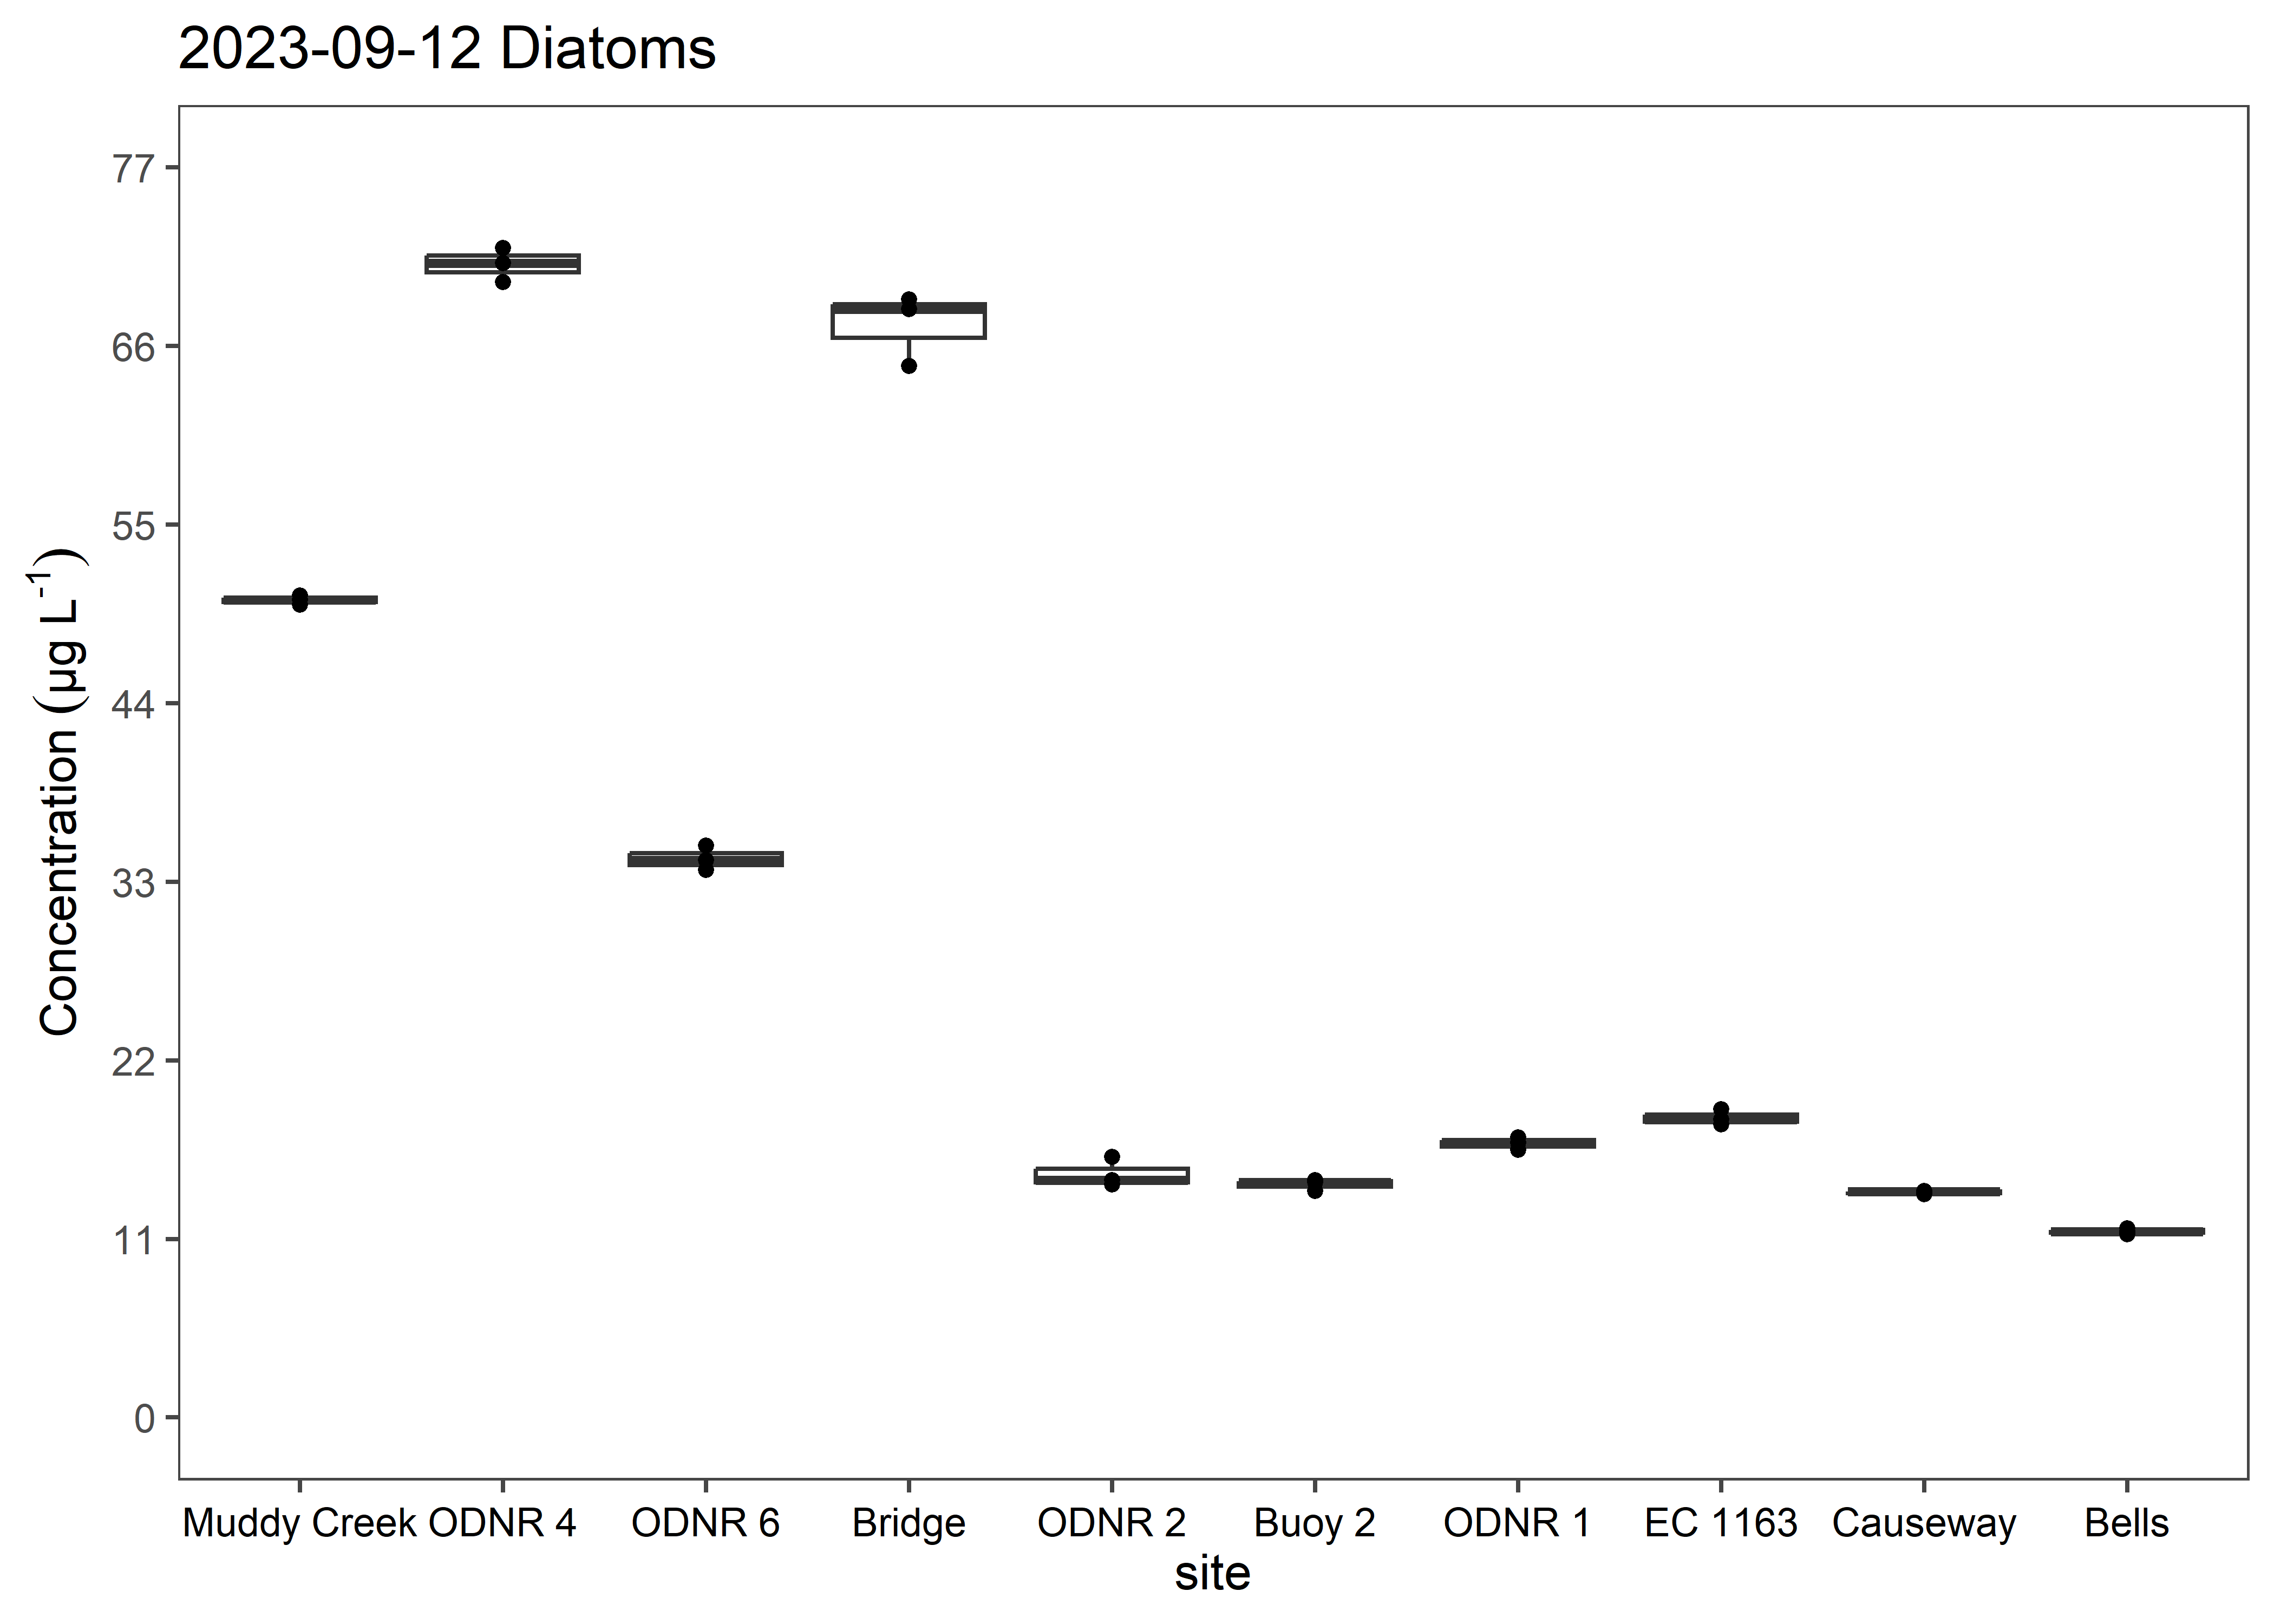 2023-09-12 Diatoms
Concentration (µg L⁻¹)
77
66
55
44
33
22
11
0
Muddy Creek ODNR 4 ODNR 6 Bridge ODNR 2 Buoy 2 ODNR 1 EC 1163 Causeway Bells
site